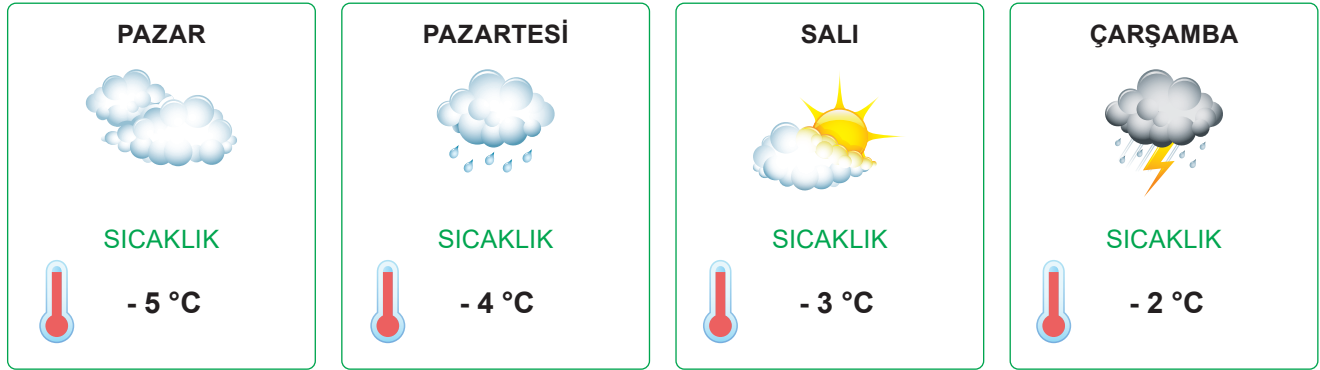 PAZAR
SICAKLIK
- 5 °C
PAZARTESİ
SICAKLIK
- 4 °C
SALI
SICAKLIK
- 3 °C
ÇARŞAMBA
SICAKLIK
- 2 °C